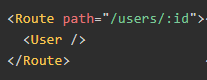 <Route path="/users/:id">
  <User />
</Route>